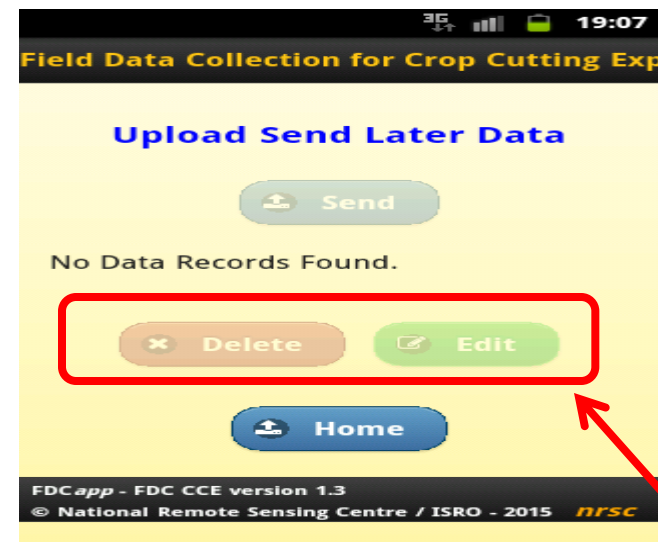 3G 19:07
Field Data Collection for Crop Cutting Exp
Upload Send Later Data
Send
No Data Records Found.
Delete Edit
Home
FDCapp - FDC CCE version 1.3
© National Remote Sensing Centre / ISRO - 2015 nrsc